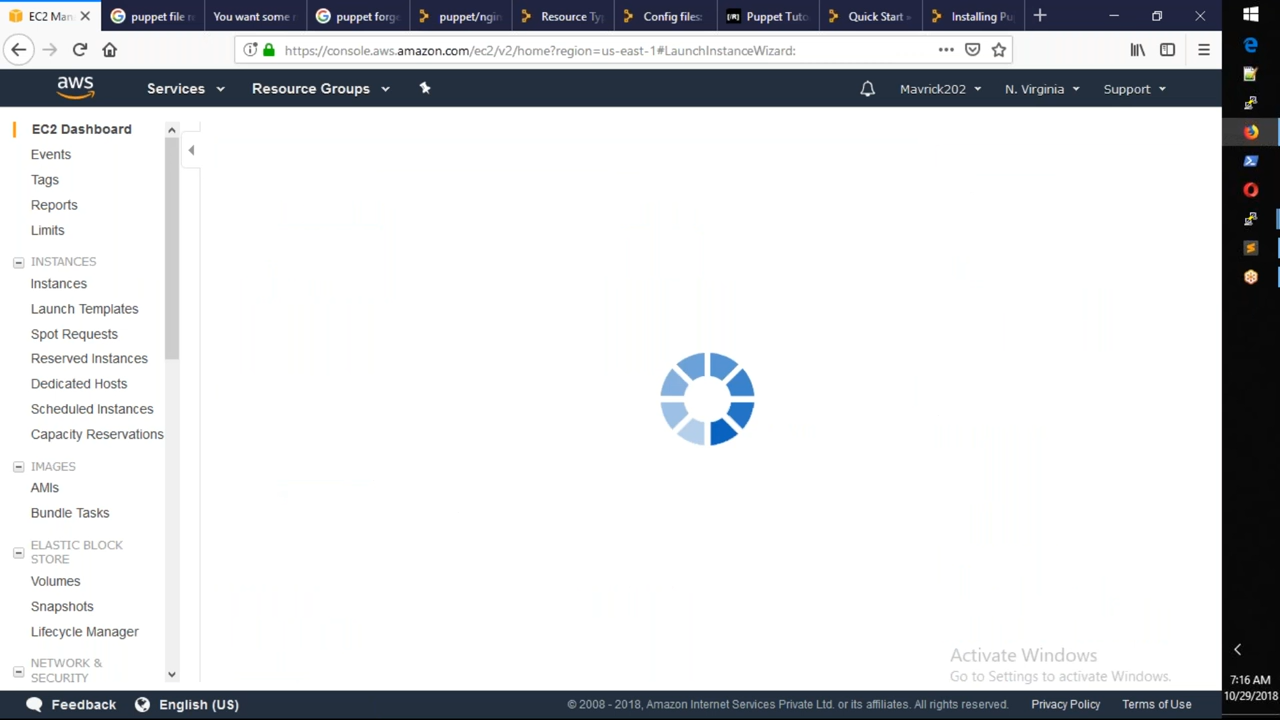 EC2 Man
puppet file re
You want some
puppet forge
puppet/ngin
Resource Typ
Config files:
Puppet Tuto
Quick Start »
Installing Pu
https://console.aws.amazon.com/ec2/v2/home?region=us-east-1#LaunchInstanceWizard:
aws
Services
Resource Groups
Mavrick202
N. Virginia
Support
EC2 Dashboard
Events
Tags
Reports
Limits
INSTANCES
Instances
Launch Templates
Spot Requests
Reserved Instances
Dedicated Hosts
Scheduled Instances
Capacity Reservations
IMAGES
AMIs
Bundle Tasks
ELASTIC BLOCK
STORE
Volumes
Snapshots
Lifecycle Manager
NETWORK &
SECURITY
Activate Windows
Go to Settings to activate Windows.
7:16 AM
10/29/2018
Feedback
English (US)
© 2008 - 2018, Amazon Internet Services Private Ltd. or its affiliates. All rights reserved.
Privacy Policy
Terms of Use